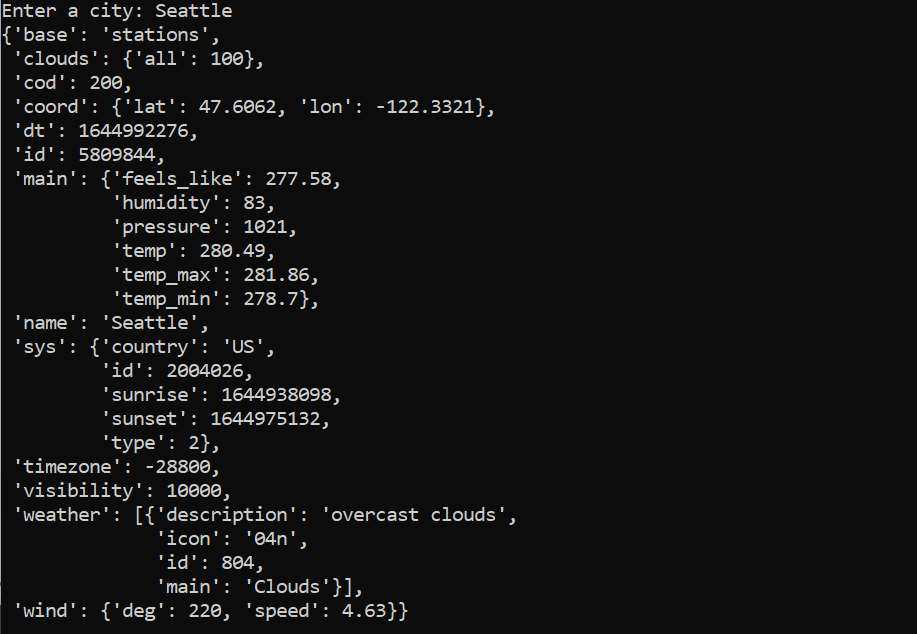 Enter a city: Seattle
{'base': 'stations',
 'clouds': {'all': 100},
 'cod': 200,
 'coord': {'lat': 47.6062, 'lon': -122.3321},
 'dt': 1644992276,
 'id': 5809844,
 'main': {'feels_like': 277.58,
          'humidity': 83,
          'pressure': 1021,
          'temp': 280.49,
          'temp_max': 281.86,
          'temp_min': 278.7},
 'name': 'Seattle',
 'sys': {'country': 'US',
         'id': 2004026,
         'sunrise': 1644938098,
         'sunset': 1644975132,
         'type': 2},
 'timezone': -28800,
 'visibility': 10000,
 'weather': [{'description': 'overcast clouds',
              'icon': '04n',
              'id': 804,
              'main': 'Clouds'}],
 'wind': {'deg': 220, 'speed': 4.63}}